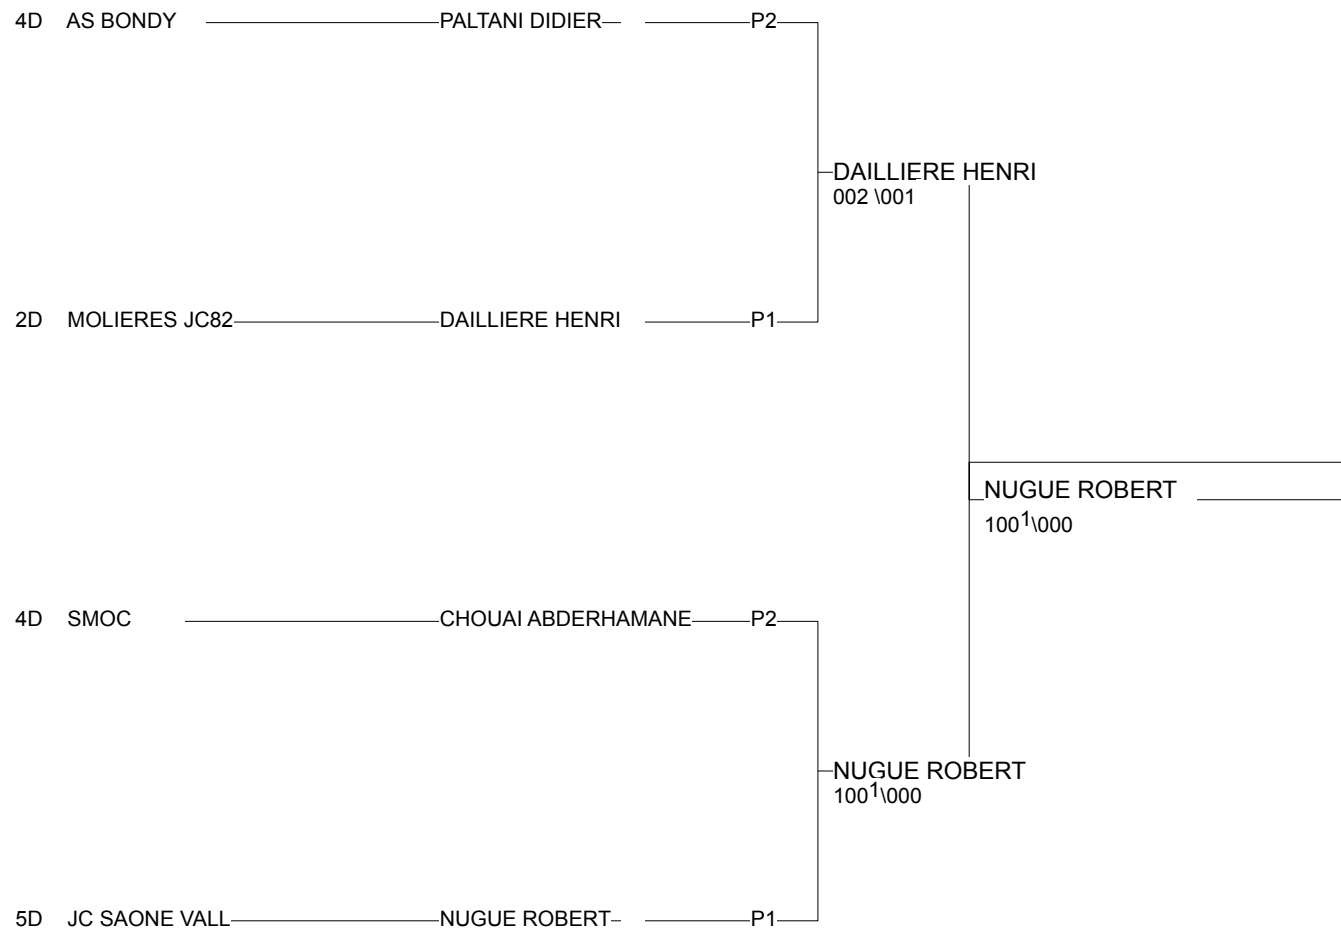 4D AS BONDY PALTANI DIDIER P2
DAILLIERE HENRI
002 \001
2D MOLIERES JC82 DAILLIERE HENRI P1
NUGUE ROBERT
100¹\000
4D SMOC CHOUAI ABDERHAMANE P2
NUGUE ROBERT
100¹\000
5D JC SAONE VALL NUGUE ROBERT P1